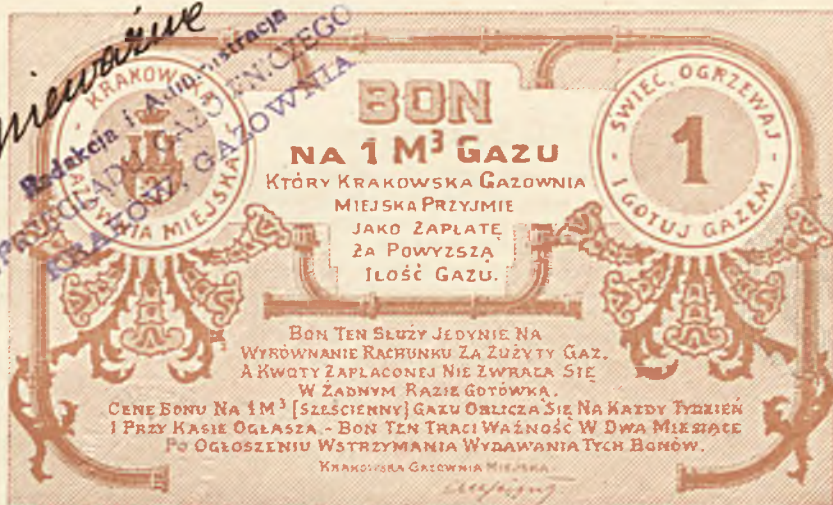 nieważne
Redakcja i Administracja
PRZEGLĄDU GAZOWNICZEGO
KRAKÓW, GAZOWNIA
KRAKOWSKA
GAZOWNIA MIEJSKA
BON
NA 1 M³ GAZU
KTÓRY KRAKOWSKA GAZOWNIA
MIEJSKA PRZYJMIE
JAKO ZAPŁATĘ
ZA POWYŻSZĄ
ILOŚĆ GAZU.
ŚWIEĆ, OGRZEWAJ -
- I GOTUJ GAZEM
1
BON TEN SŁUŻY JEDYNIE NA
WYRÓWNANIE RACHUNKU ZA ZUŻYTY GAZ,
A KWOTY ZAPŁACONEJ NIE ZWRACA SIĘ
W ŻADNYM RAZIE GOTÓWKĄ.
CENĘ BONU NA 1 M³ [SZEŚCIENNY] GAZU OBLICZA SIĘ NA KAŻDY TYDZIEŃ
I PRZY KASIE OGŁASZA. - BON TEN TRACI WAŻNOŚĆ W DWA MIESIĄCE
PO OGŁOSZENIU WSTRZYMANIA WYDAWANIA TYCH BONÓW.
KRAKOWSKA GAZOWNIA MIEJSKA